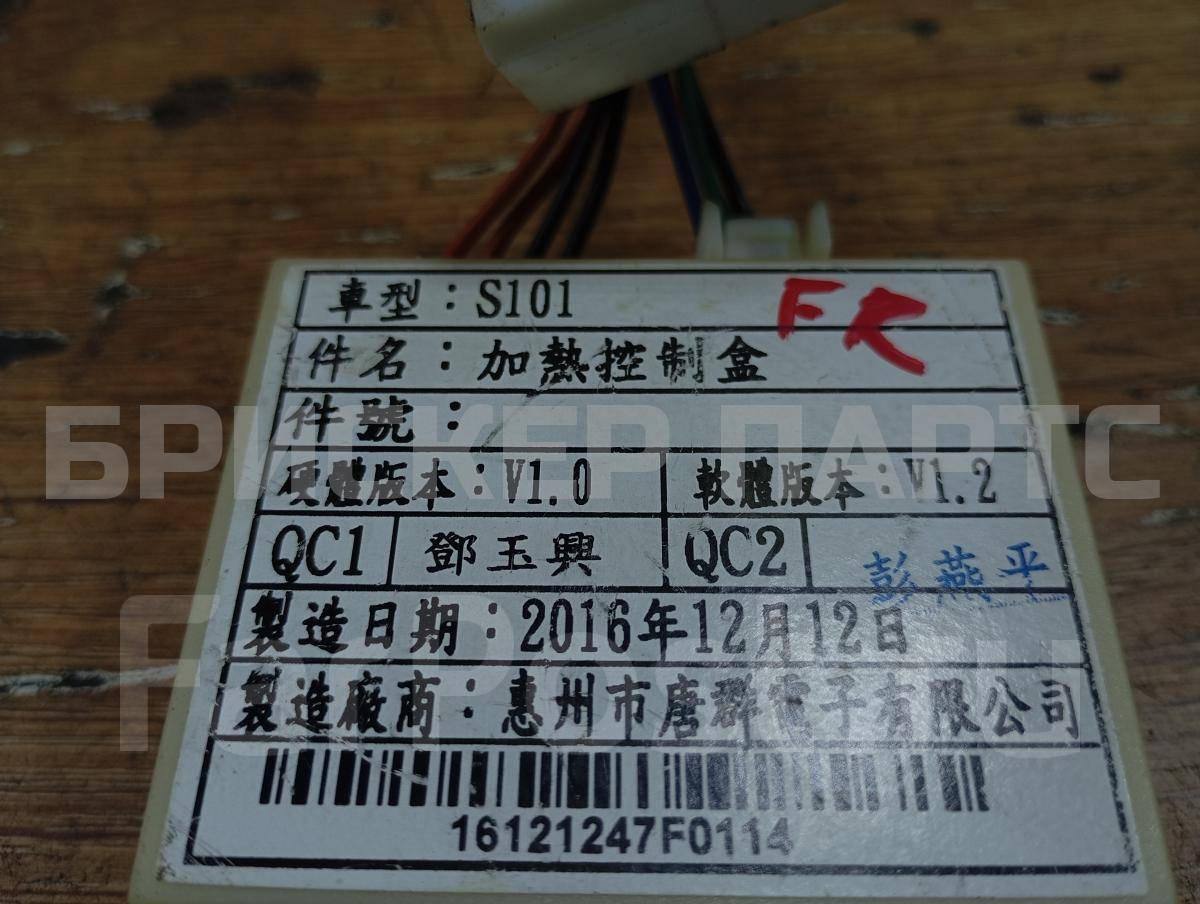 車型：S101
FR
件名：加熱控制盒
件號：
БРИСКЕР ПАРТС
硬體版本：V1.0 軟體版本：V1.2
QC1 鄧玉興 QC2 彭燕平
製造日期：2016年12月12日
製造廠商：惠州市唐群電子有限公司
16121247F0114